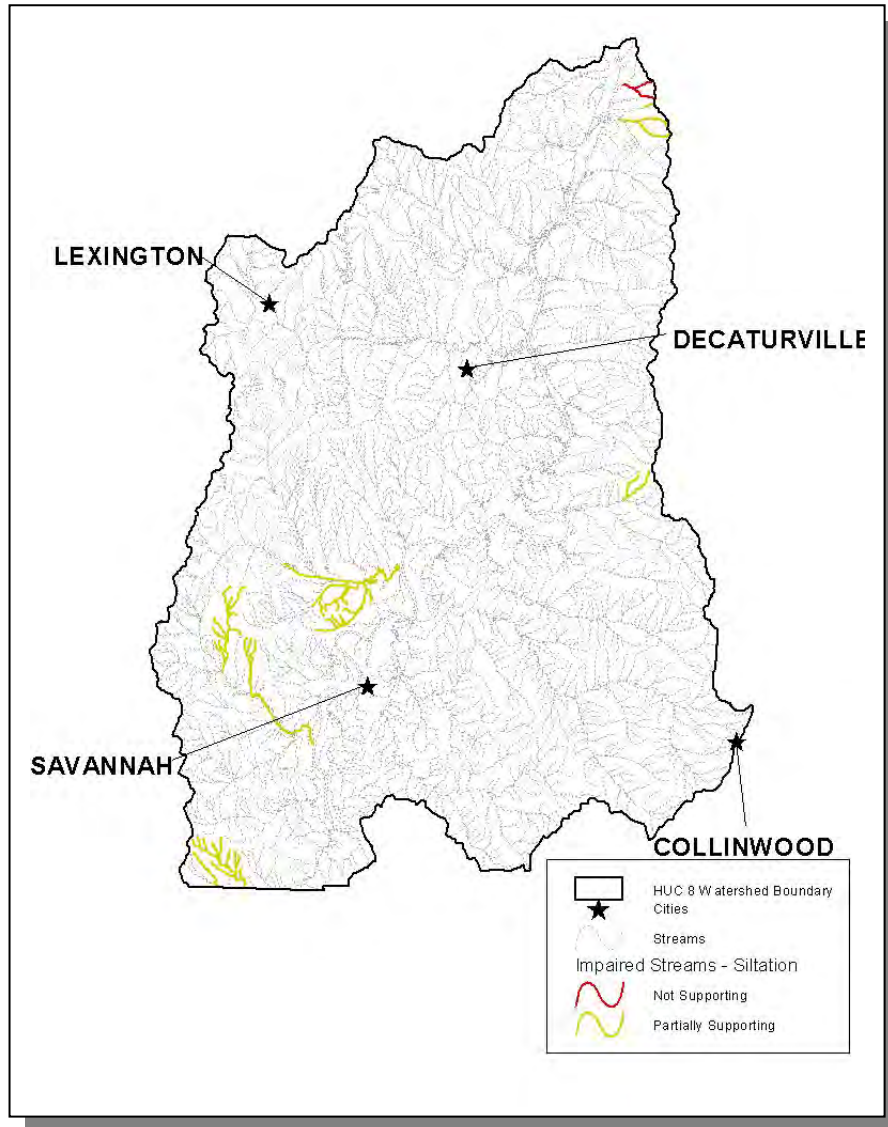 LEXINGTON
DECATURVILLE
SAVANNAH
COLLINWOOD
HUC 8 Watershed Boundary
Cities
Streams
Impaired Streams - Siltation
Not Supporting
Partially Supporting